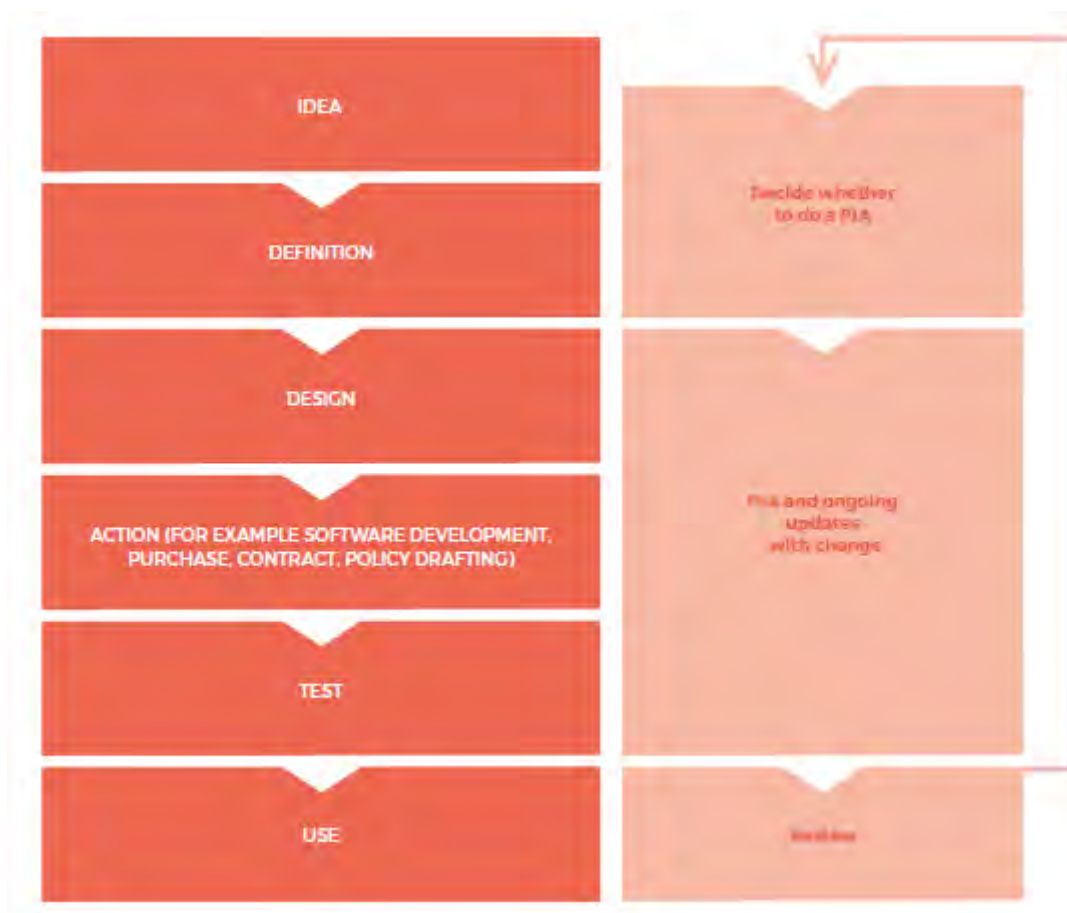 IDEA
Decide whether
to do a PIA
DEFINITION
DESIGN
PIA and ongoing
updates
with change
ACTION (FOR EXAMPLE SOFTWARE DEVELOPMENT,
PURCHASE, CONTRACT, POLICY DRAFTING)
TEST
USE